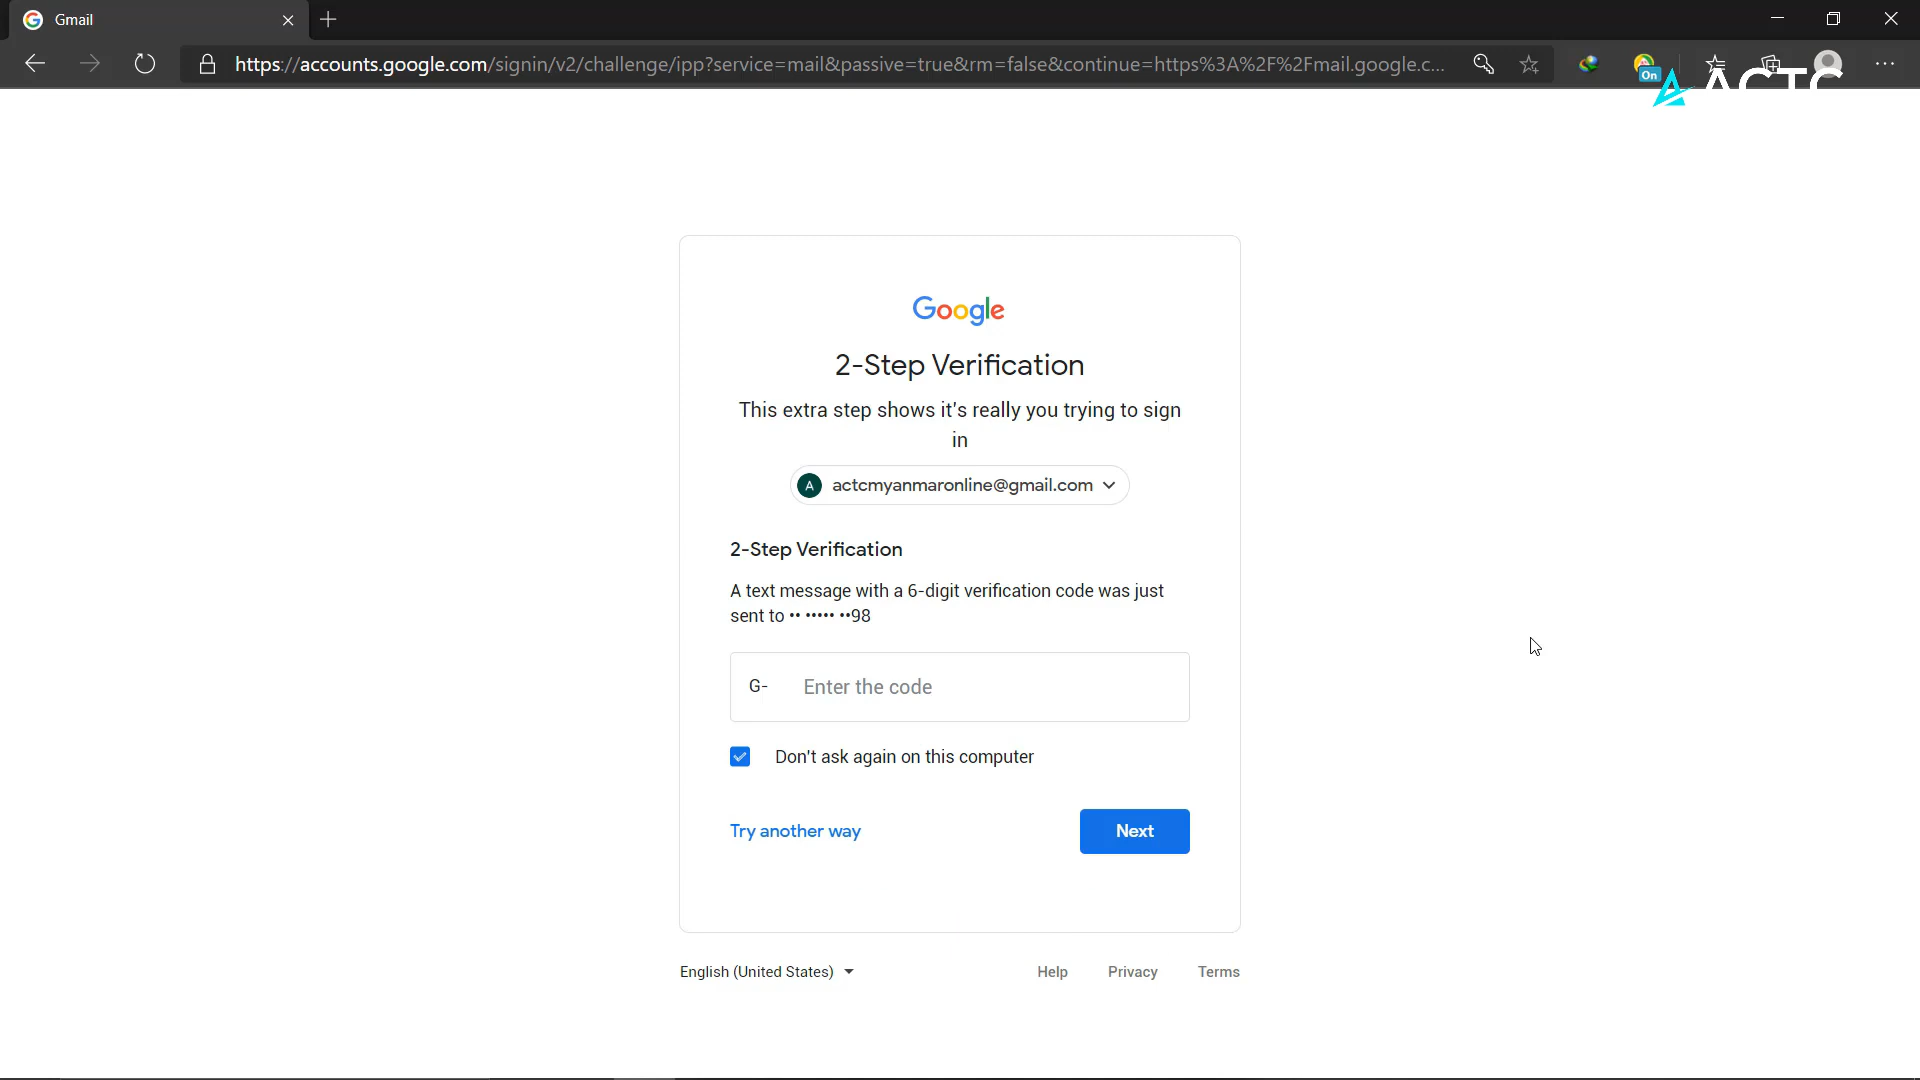 Gmail
https://accounts.google.com/signin/v2/challenge/ipp?service=mail&passive=true&rm=false&continue=https%3A%2F%2Fmail.google.c...
On
ACTC
Google
2-Step Verification
This extra step shows it's really you trying to sign
in
A actcmyanmaronline@gmail.com
2-Step Verification
A text message with a 6-digit verification code was just
sent to •• ••••• ••98
G- Enter the code
Don't ask again on this computer
Try another way
Next
English (United States)
Help Privacy Terms